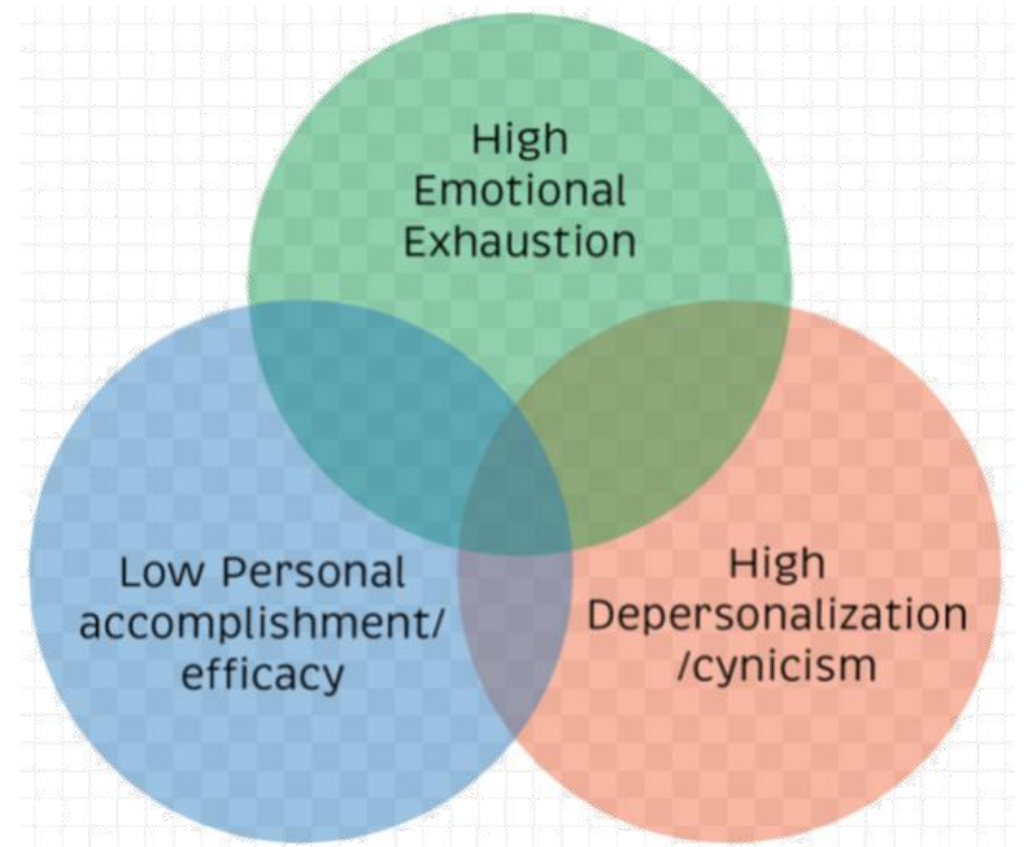 High
Emotional
Exhaustion
Low Personal
accomplishment/
efficacy
High
Depersonalization
/cynicism